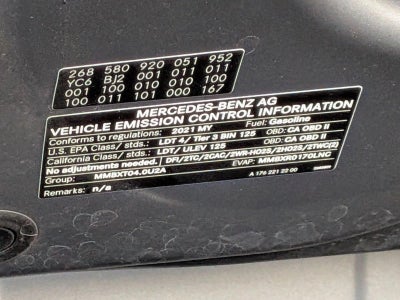 268 580 920 051 952
YC6 BJ2 001 011 011
001 100 010 010 100
100 011 101 000 167
MERCEDES-BENZ AG
VEHICLE EMISSION CONTROL INFORMATION
Conforms to regulations: 2021 MY Fuel: Gasoline
U.S. EPA Class/ stds.: LDT 4/ Tier 3 BIN 125 OBD: CA OBD II
California Class/ stds.: LDT/ ULEV 125 OBD: CA OBD II
No adjustments needed. DFI/2TC/2CAC/2WR-HO2S/2HO2S/2TWC(2)
Group: MMBXT04.0U2A EVAP: MMBXR0170LNC
Remarks: n/a A 176 221 22 00